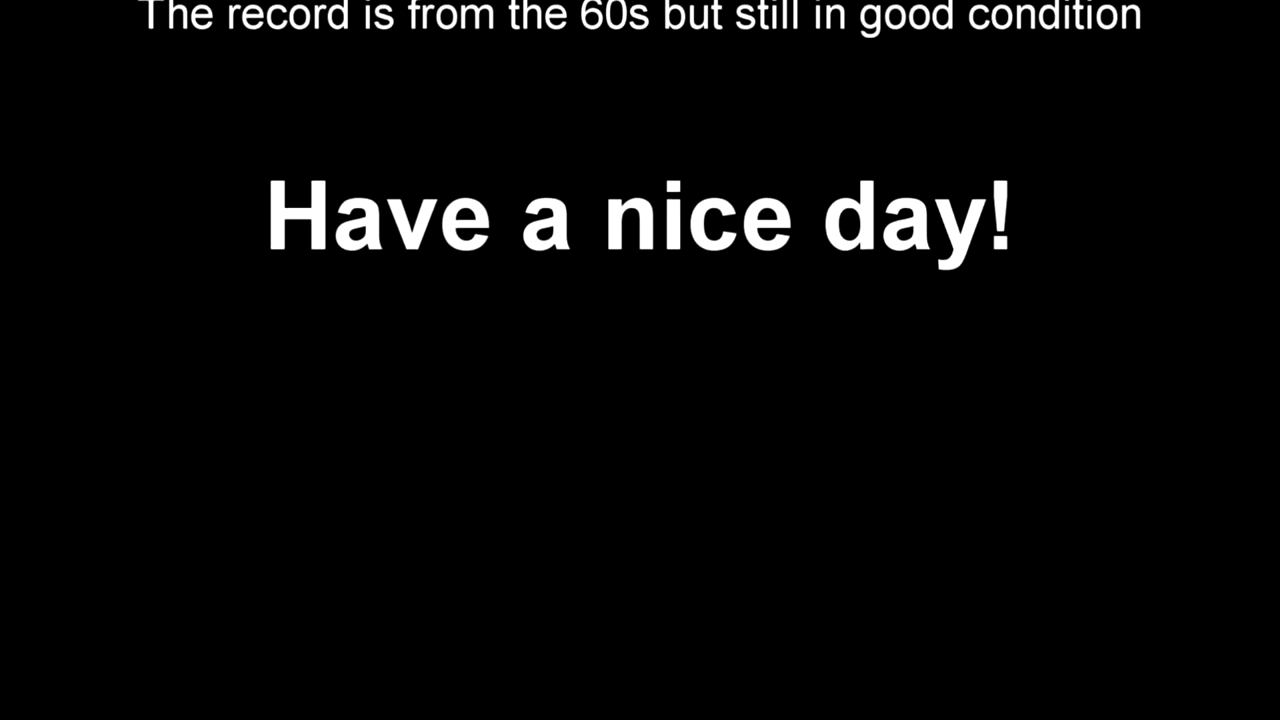 The record is from the 60s but still in good condition
Have a nice day!